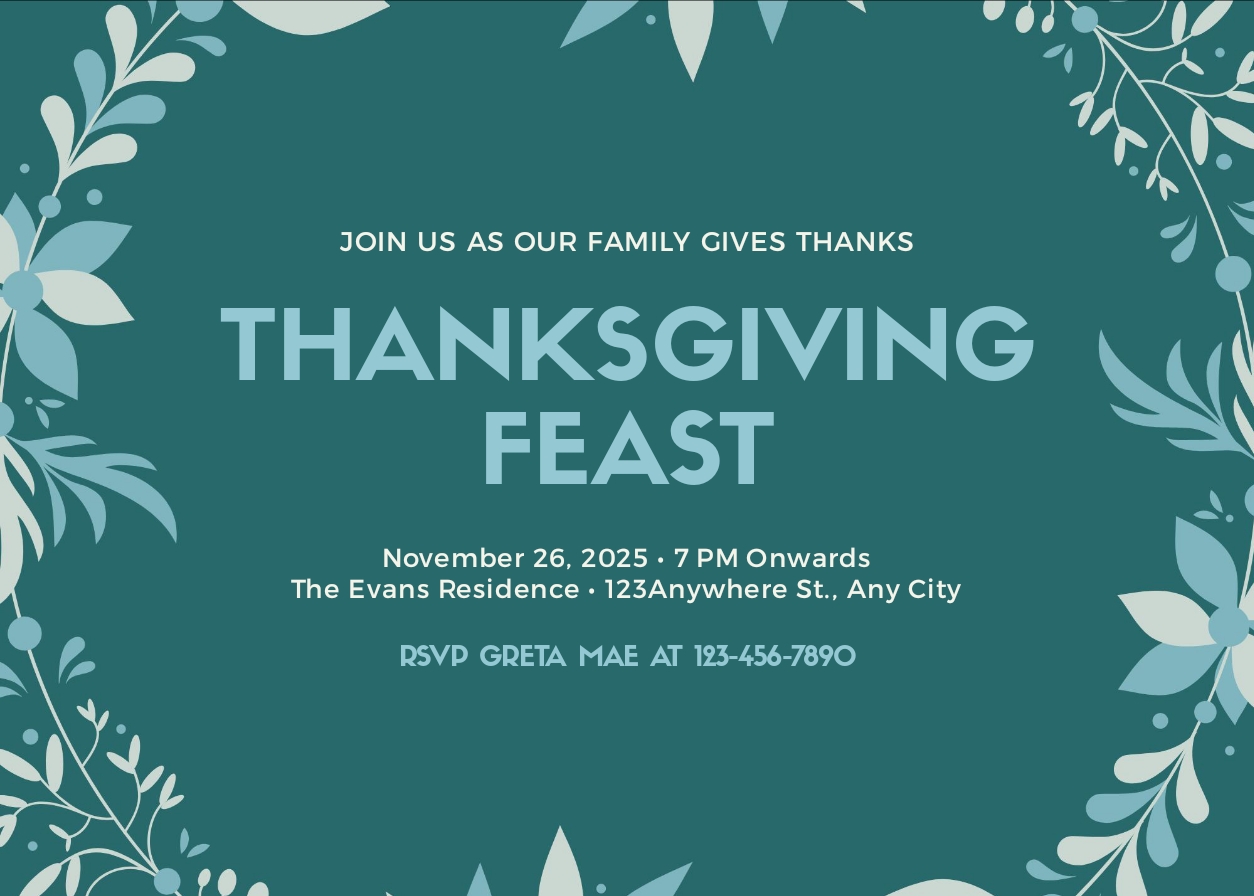 JOIN US AS OUR FAMILY GIVES THANKS
THANKSGIVING
FEAST
November 26, 2025 • 7 PM Onwards
The Evans Residence • 123Anywhere St., Any City
RSVP GRETA MAE AT 123-456-7890